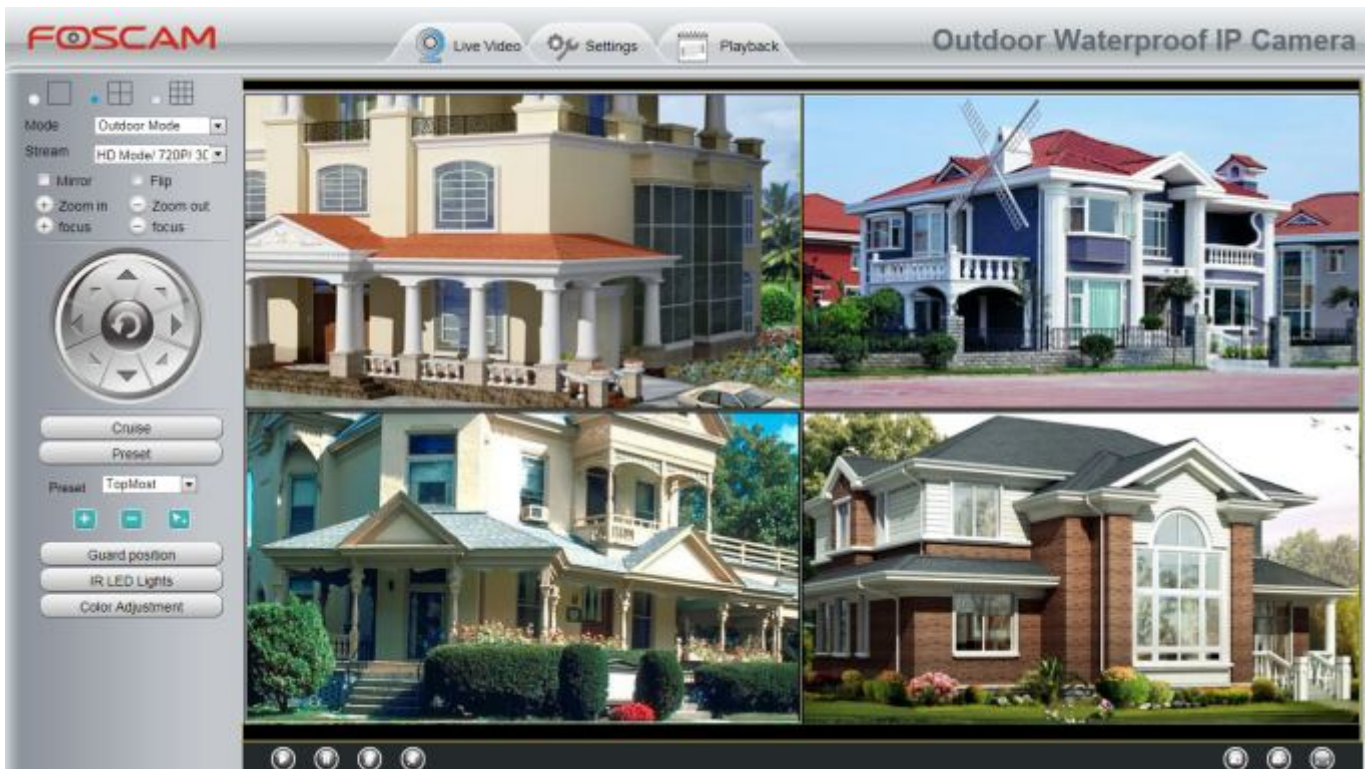 FOSCAM
Live Video
Settings
Playback
Outdoor Waterproof IP Camera
Mode
Outdoor Mode
Stream
HD Mode/ 720P/ 30
Mirror
Flip
Zoom in
Zoom out
focus
focus
Cruise
Preset
Preset
TopMost
Guard position
IR LED Lights
Color Adjustment